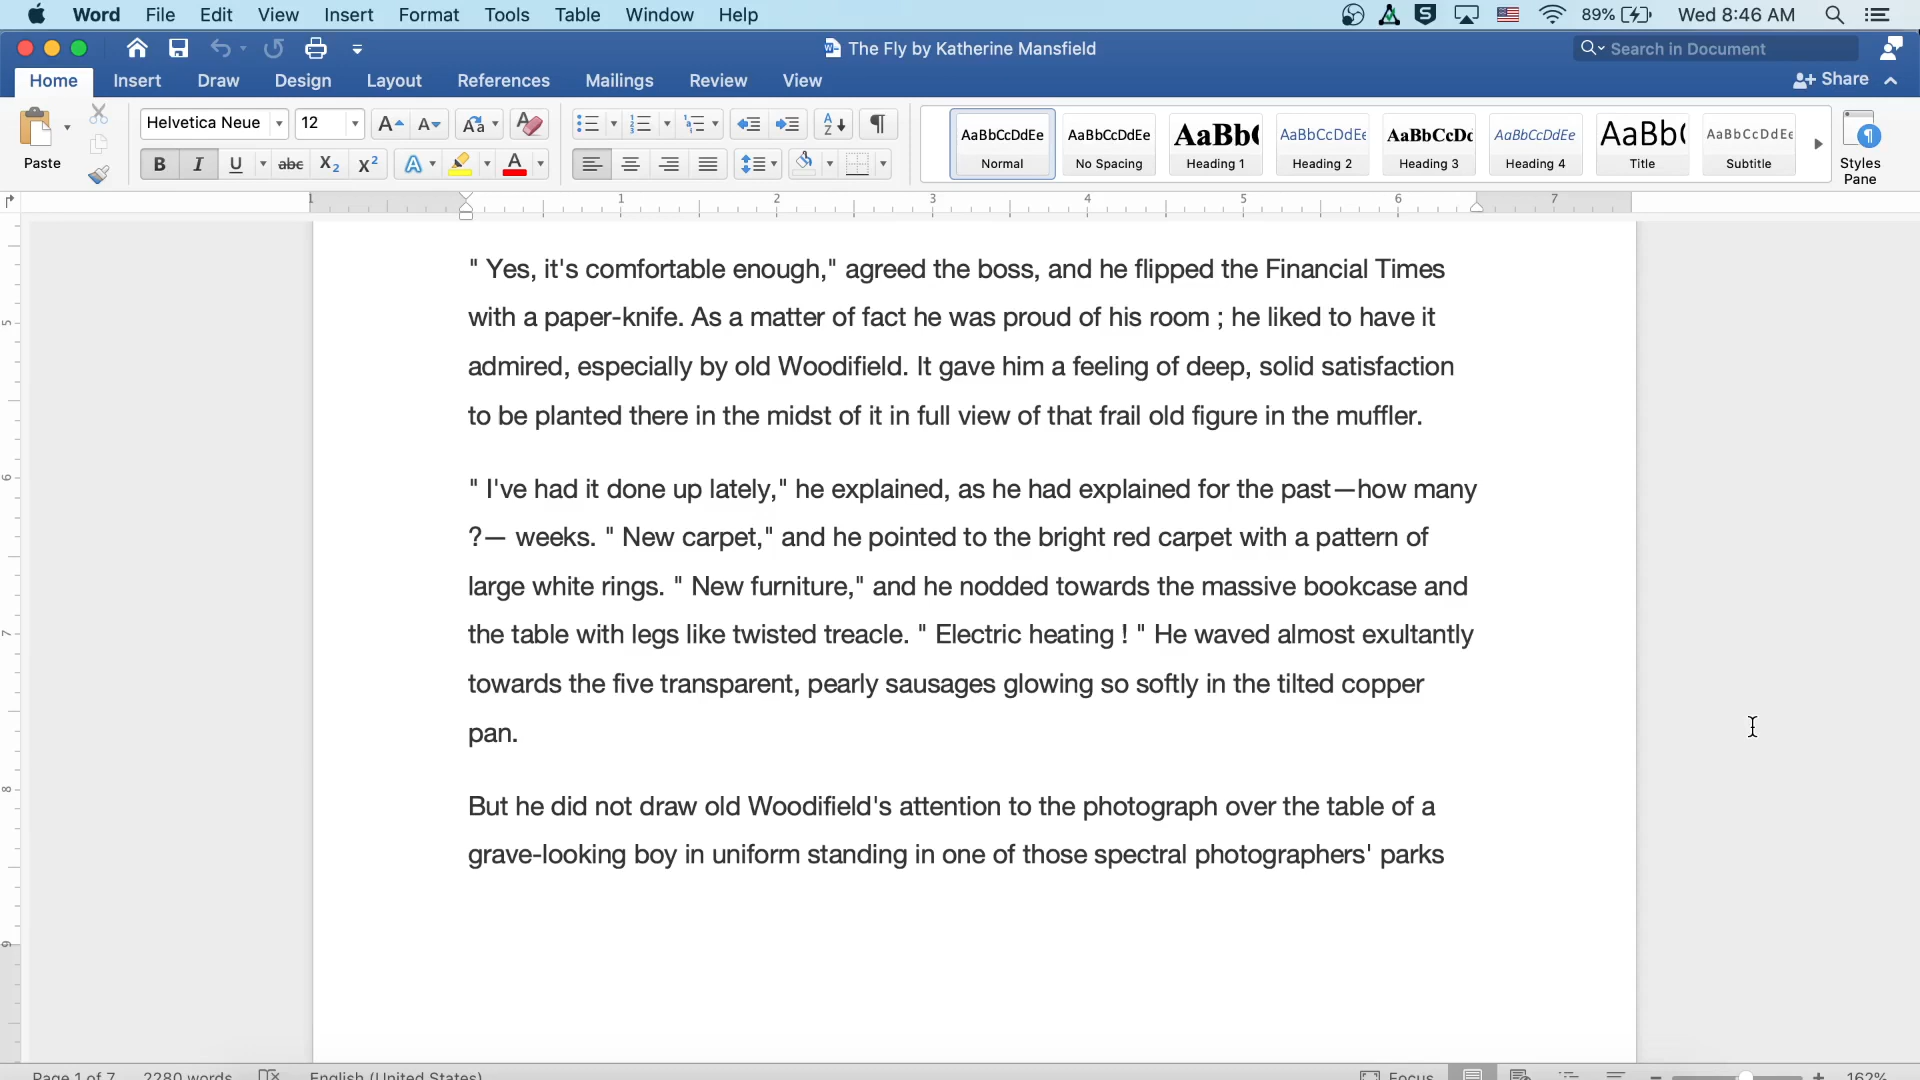 Word File Edit View Insert Format Tools Table Window Help 89% Wed 8:46 AM
The Fly by Katherine Mansfield Search in Document
Home Insert Draw Design Layout References Mailings Review View Share
Helvetica Neue 12 AaBbCcDdEe AaBbCcDdEe AaBb( AaBbCcDdEe AaBbCcDc AaBbCcDdEe AaBb( AaBbCcDdEe
Paste Normal No Spacing Heading 1 Heading 2 Heading 3 Heading 4 Title Subtitle Styles Pane
1 1 2 3 4 5 6 7
" Yes, it's comfortable enough," agreed the boss, and he flipped the Financial Times
with a paper-knife. As a matter of fact he was proud of his room ; he liked to have it
admired, especially by old Woodifield. It gave him a feeling of deep, solid satisfaction
to be planted there in the midst of it in full view of that frail old figure in the muffler.
" I've had it done up lately," he explained, as he had explained for the past—how many
?— weeks. " New carpet," and he pointed to the bright red carpet with a pattern of
large white rings. " New furniture," and he nodded towards the massive bookcase and
the table with legs like twisted treacle. " Electric heating ! " He waved almost exultantly
towards the five transparent, pearly sausages glowing so softly in the tilted copper
pan.
But he did not draw old Woodifield's attention to the photograph over the table of a
grave-looking boy in uniform standing in one of those spectral photographers' parks
Page 1 of 7 2280 words English (United States) Focus 162%